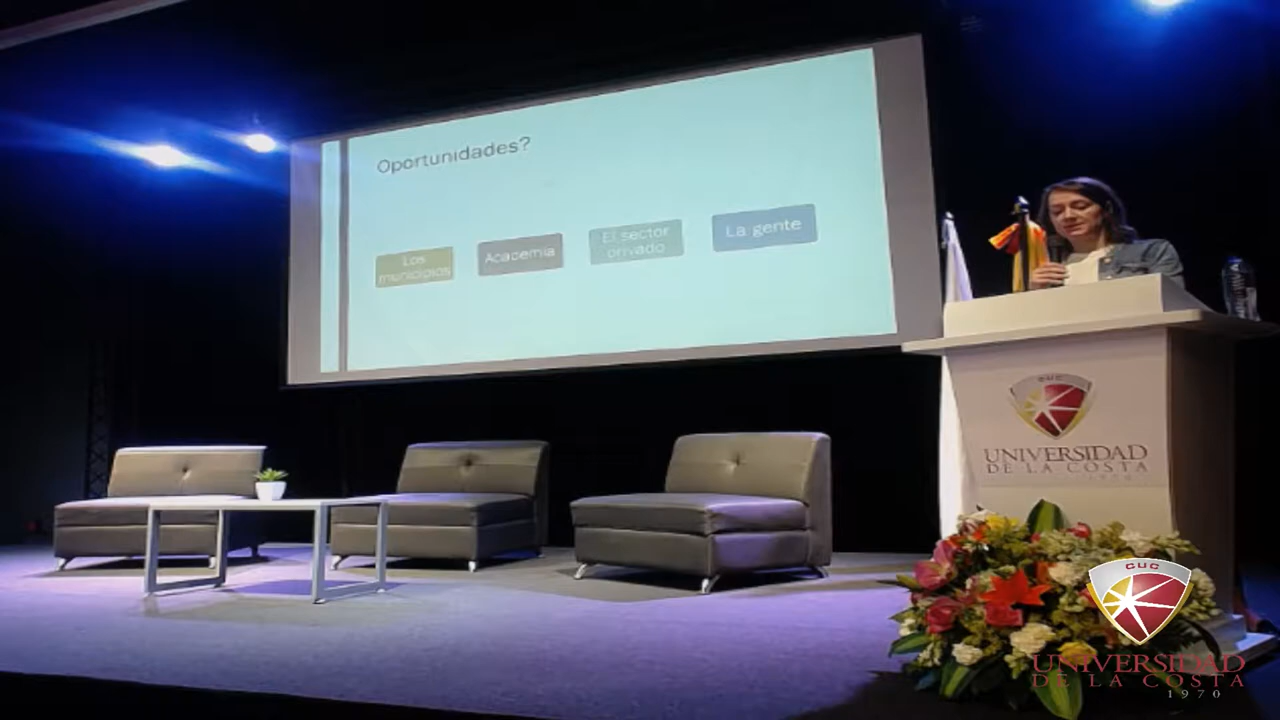 Oportunidades?
Los
municipios
Academia
El sector
privado
La gente
CUC
UNIVERSIDAD
DE LA COSTA
CUC
UNIVERSIDAD
DE LA COSTA
1970